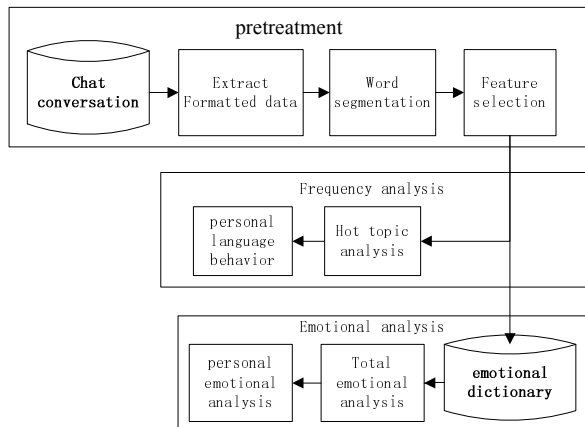 pretreatment
Chat
conversation
Extract
Formatted data
Word
segmentation
Feature
selection
Frequency analysis
personal
language
behavior
Hot topic
analysis
Emotional analysis
personal
emotional
analysis
Total
emotional
analysis
emotional
dictionary